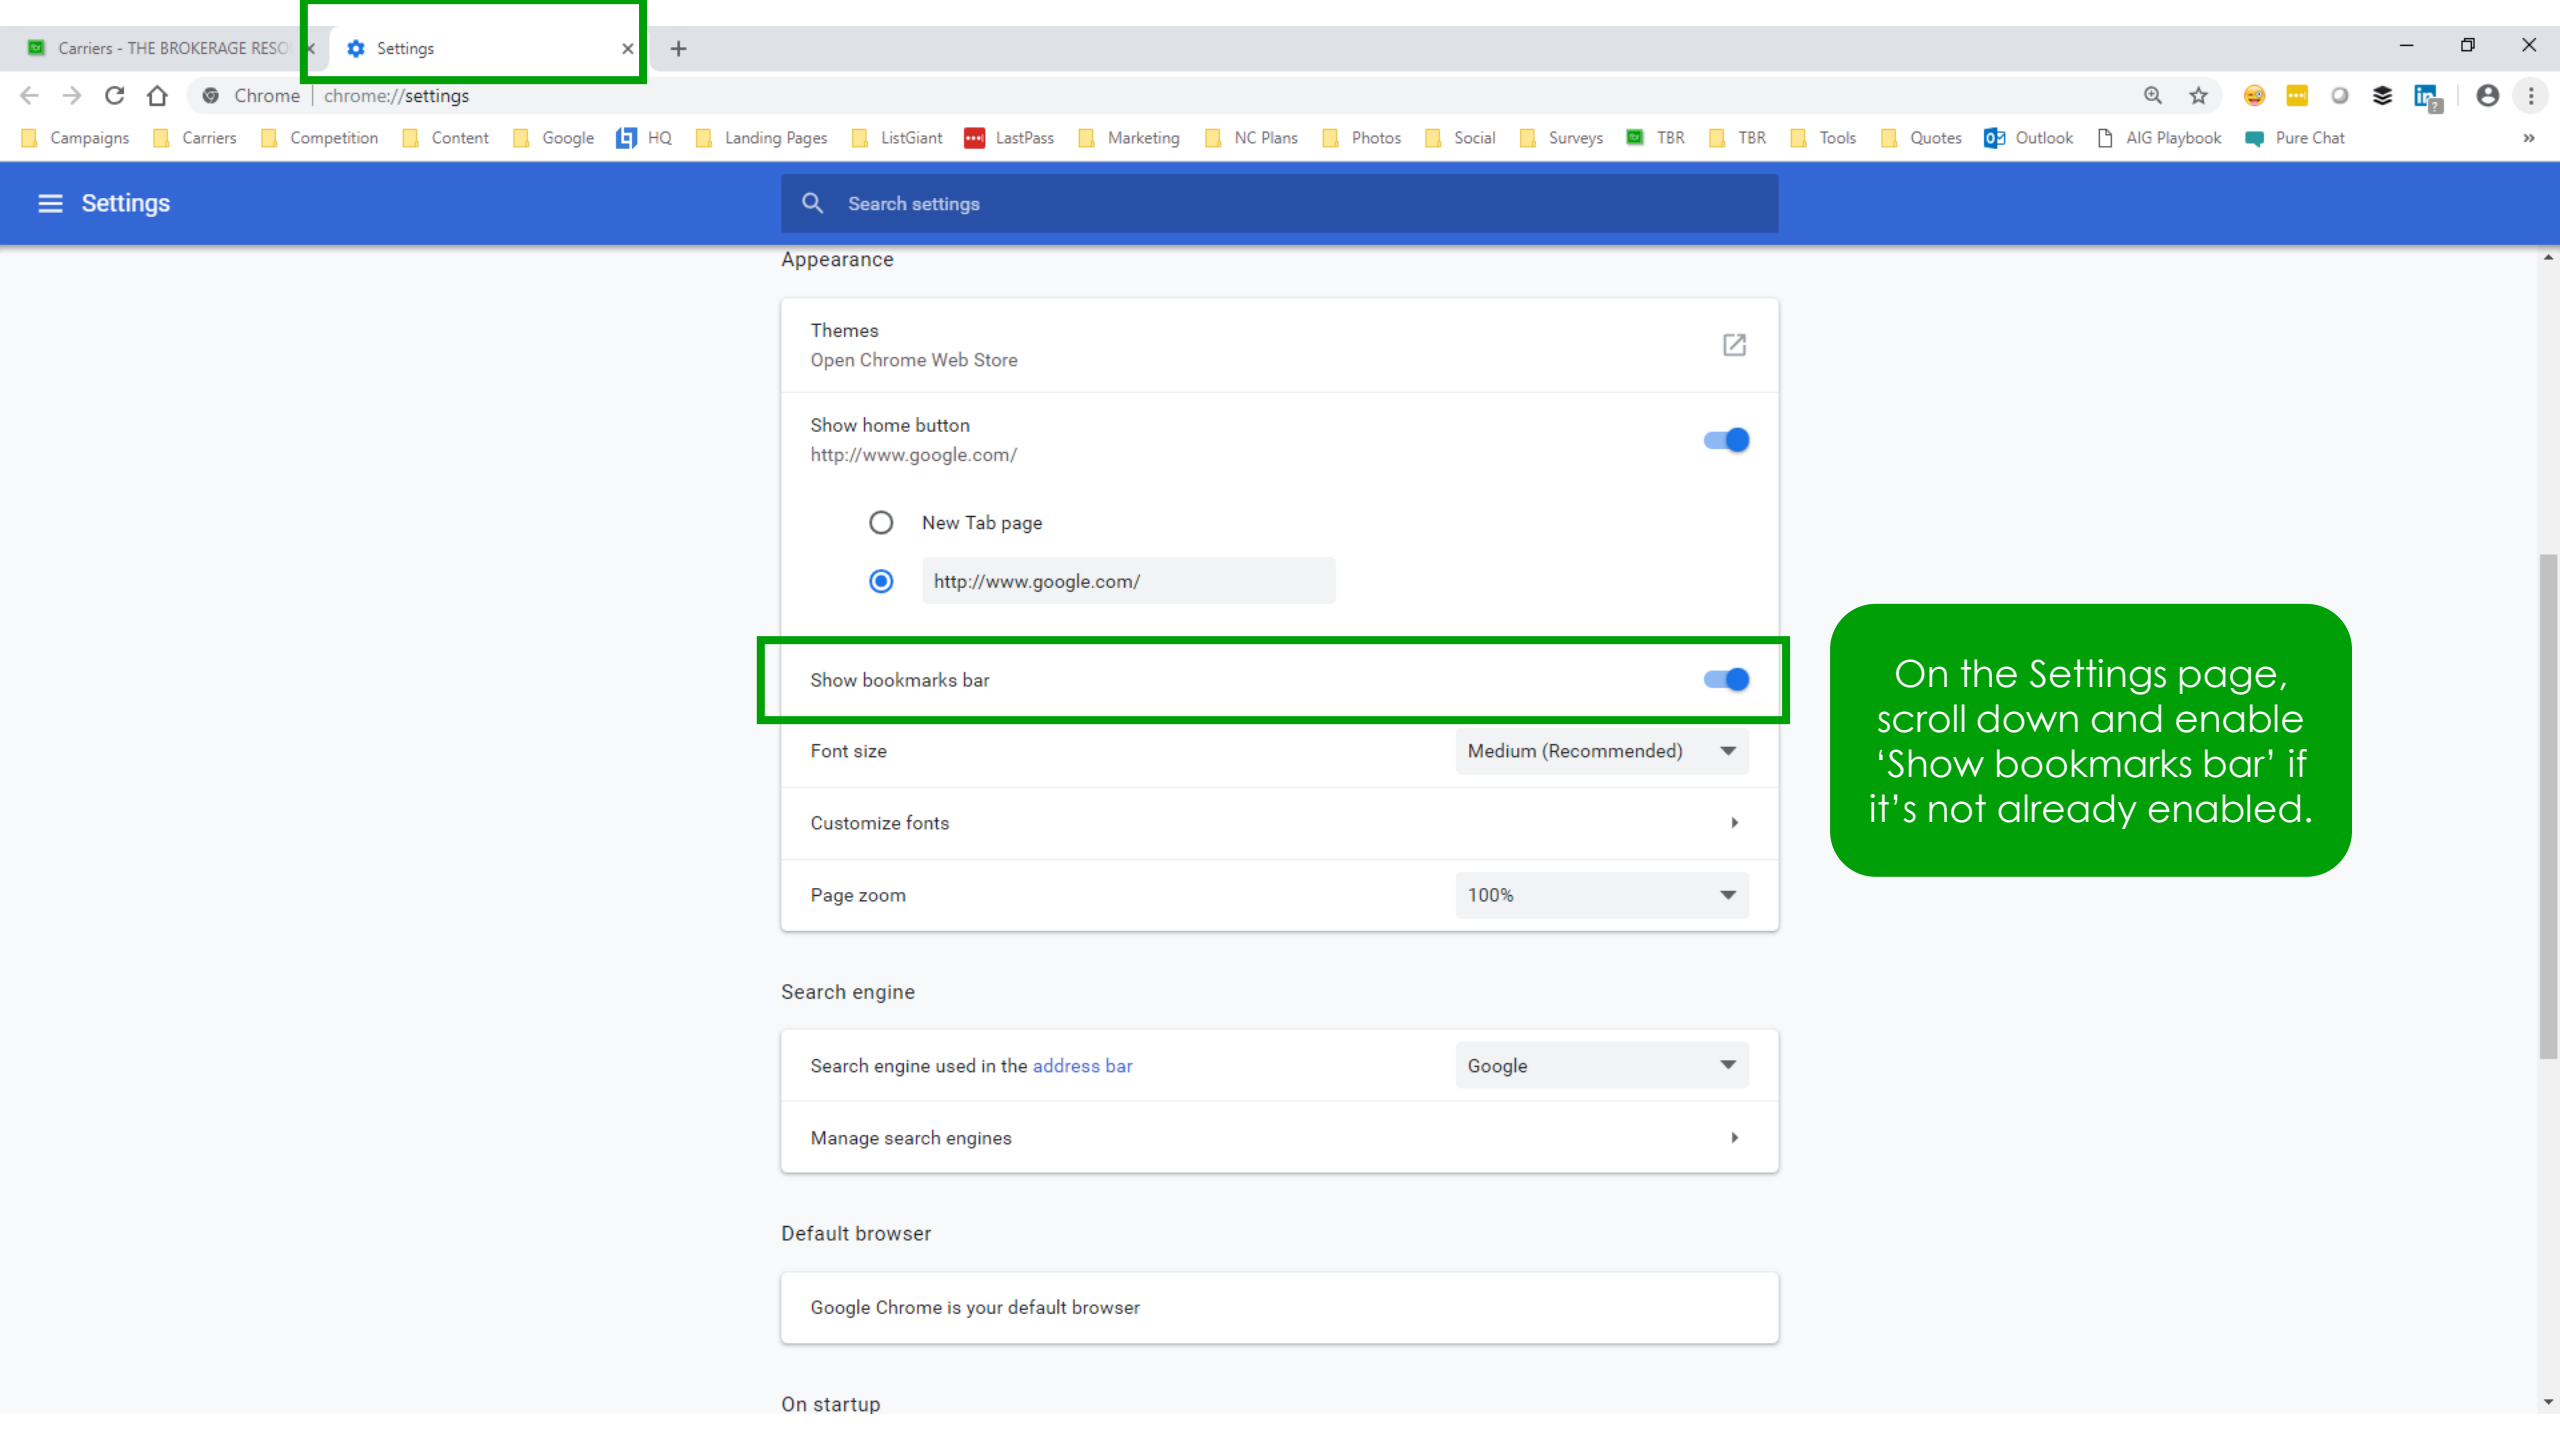 Carriers - THE BROKERAGE RESO
Settings
Chrome | chrome://settings
Campaigns Carriers Competition Content Google HQ Landing Pages ListGiant LastPass Marketing NC Plans Photos Social Surveys TBR TBR Tools Quotes Outlook AIG Playbook Pure Chat »
Settings
Search settings
Appearance
Themes
Open Chrome Web Store
Show home button
http://www.google.com/
New Tab page
http://www.google.com/
Show bookmarks bar
Font size Medium (Recommended)
Customize fonts
Page zoom 100%
On the Settings page,
scroll down and enable
‘Show bookmarks bar’ if
it’s not already enabled.
Search engine
Search engine used in the address bar Google
Manage search engines
Default browser
Google Chrome is your default browser
On startup